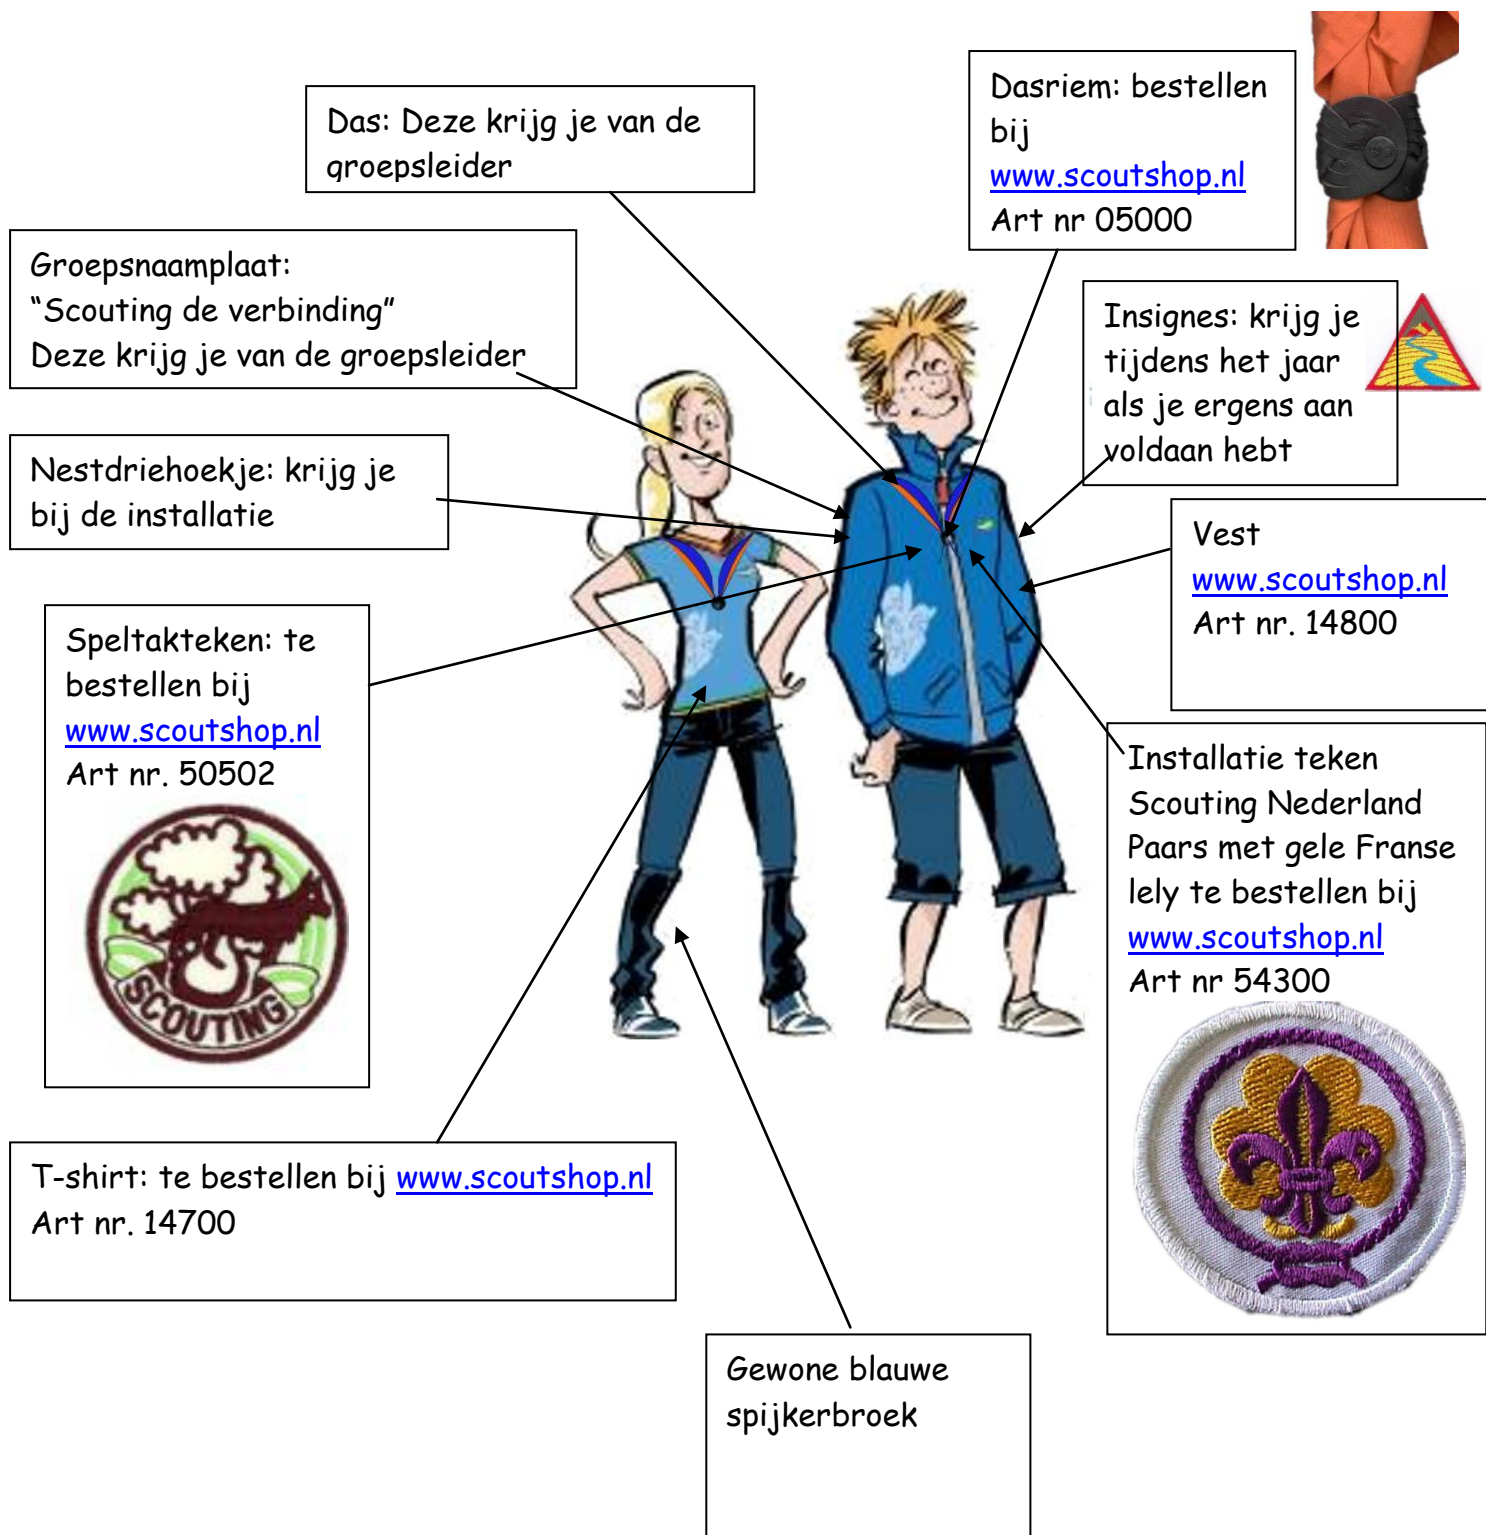 Das: Deze krijg je van de
groepsleider
Dasriem: bestellen
bij
www.scoutshop.nl
Art nr 05000
Groepsnaamplaat:
“Scouting de verbinding”
Deze krijg je van de groepsleider
Insignes: krijg je
tijdens het jaar
als je ergens aan
voldaan hebt
Nestdriehoekje: krijg je
bij de installatie
Vest
www.scoutshop.nl
Art nr. 14800
Speltakteken: te
bestellen bij
www.scoutshop.nl
Art nr. 50502
SCOUTING
Installatie teken
Scouting Nederland
Paars met gele Franse
lely te bestellen bij
www.scoutshop.nl
Art nr 54300
T-shirt: te bestellen bij www.scoutshop.nl
Art nr. 14700
Gewone blauwe
spijkerbroek